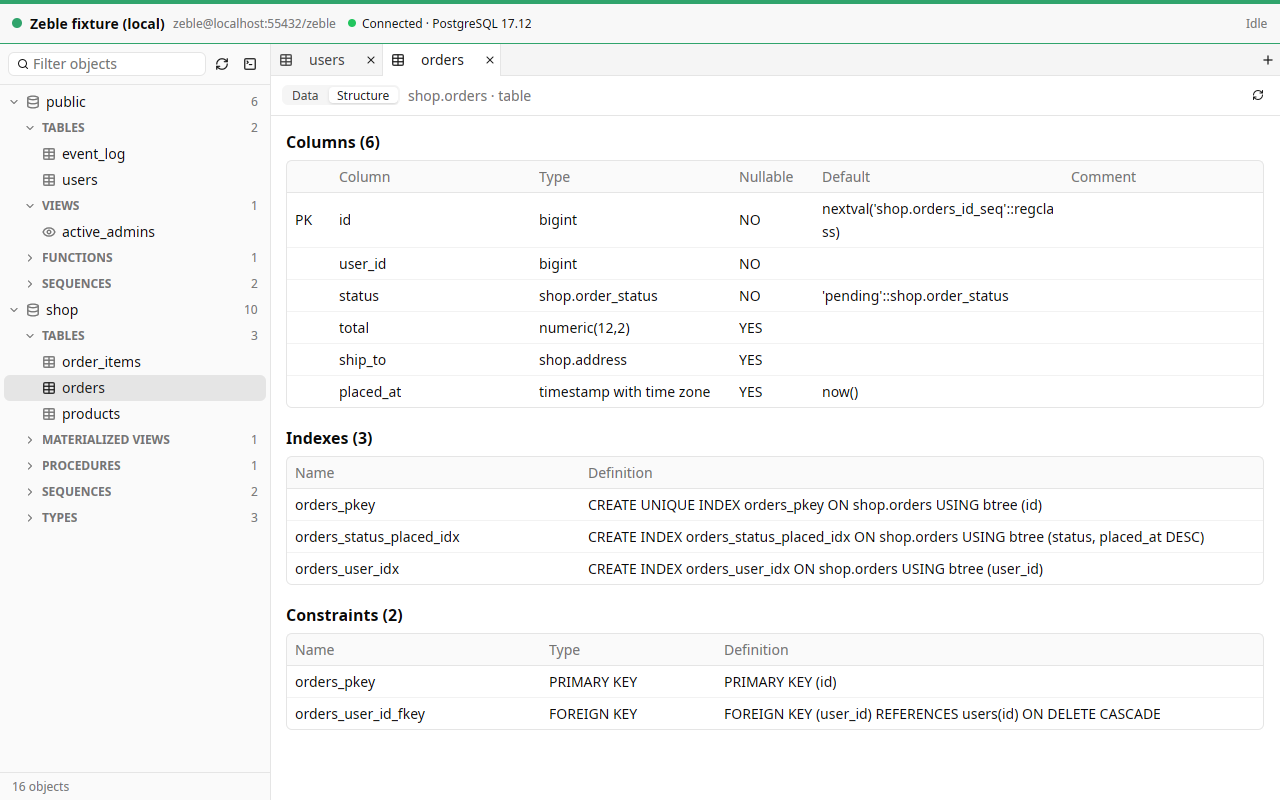 Zeble fixture (local) zeble@localhost:55432/zeble Connected · PostgreSQL 17.12 Idle
Filter objects
public 6
TABLES 2
event_log
users
VIEWS 1
active_admins
FUNCTIONS 1
SEQUENCES 2
shop 10
TABLES 3
order_items
orders
products
MATERIALIZED VIEWS 1
PROCEDURES 1
SEQUENCES 2
TYPES 3
16 objects
users orders
Data Structure shop.orders · table
Columns (6)
Column Type Nullable Default Comment
PK id bigint NO nextval('shop.orders_id_seq'::regcla
ss)
user_id bigint NO
status shop.order_status NO 'pending'::shop.order_status
total numeric(12,2) YES
ship_to shop.address YES
placed_at timestamp with time zone YES now()
Indexes (3)
Name Definition
orders_pkey CREATE UNIQUE INDEX orders_pkey ON shop.orders USING btree (id)
orders_status_placed_idx CREATE INDEX orders_status_placed_idx ON shop.orders USING btree (status, placed_at DESC)
orders_user_idx CREATE INDEX orders_user_idx ON shop.orders USING btree (user_id)
Constraints (2)
Name Type Definition
orders_pkey PRIMARY KEY PRIMARY KEY (id)
orders_user_id_fkey FOREIGN KEY FOREIGN KEY (user_id) REFERENCES users(id) ON DELETE CASCADE